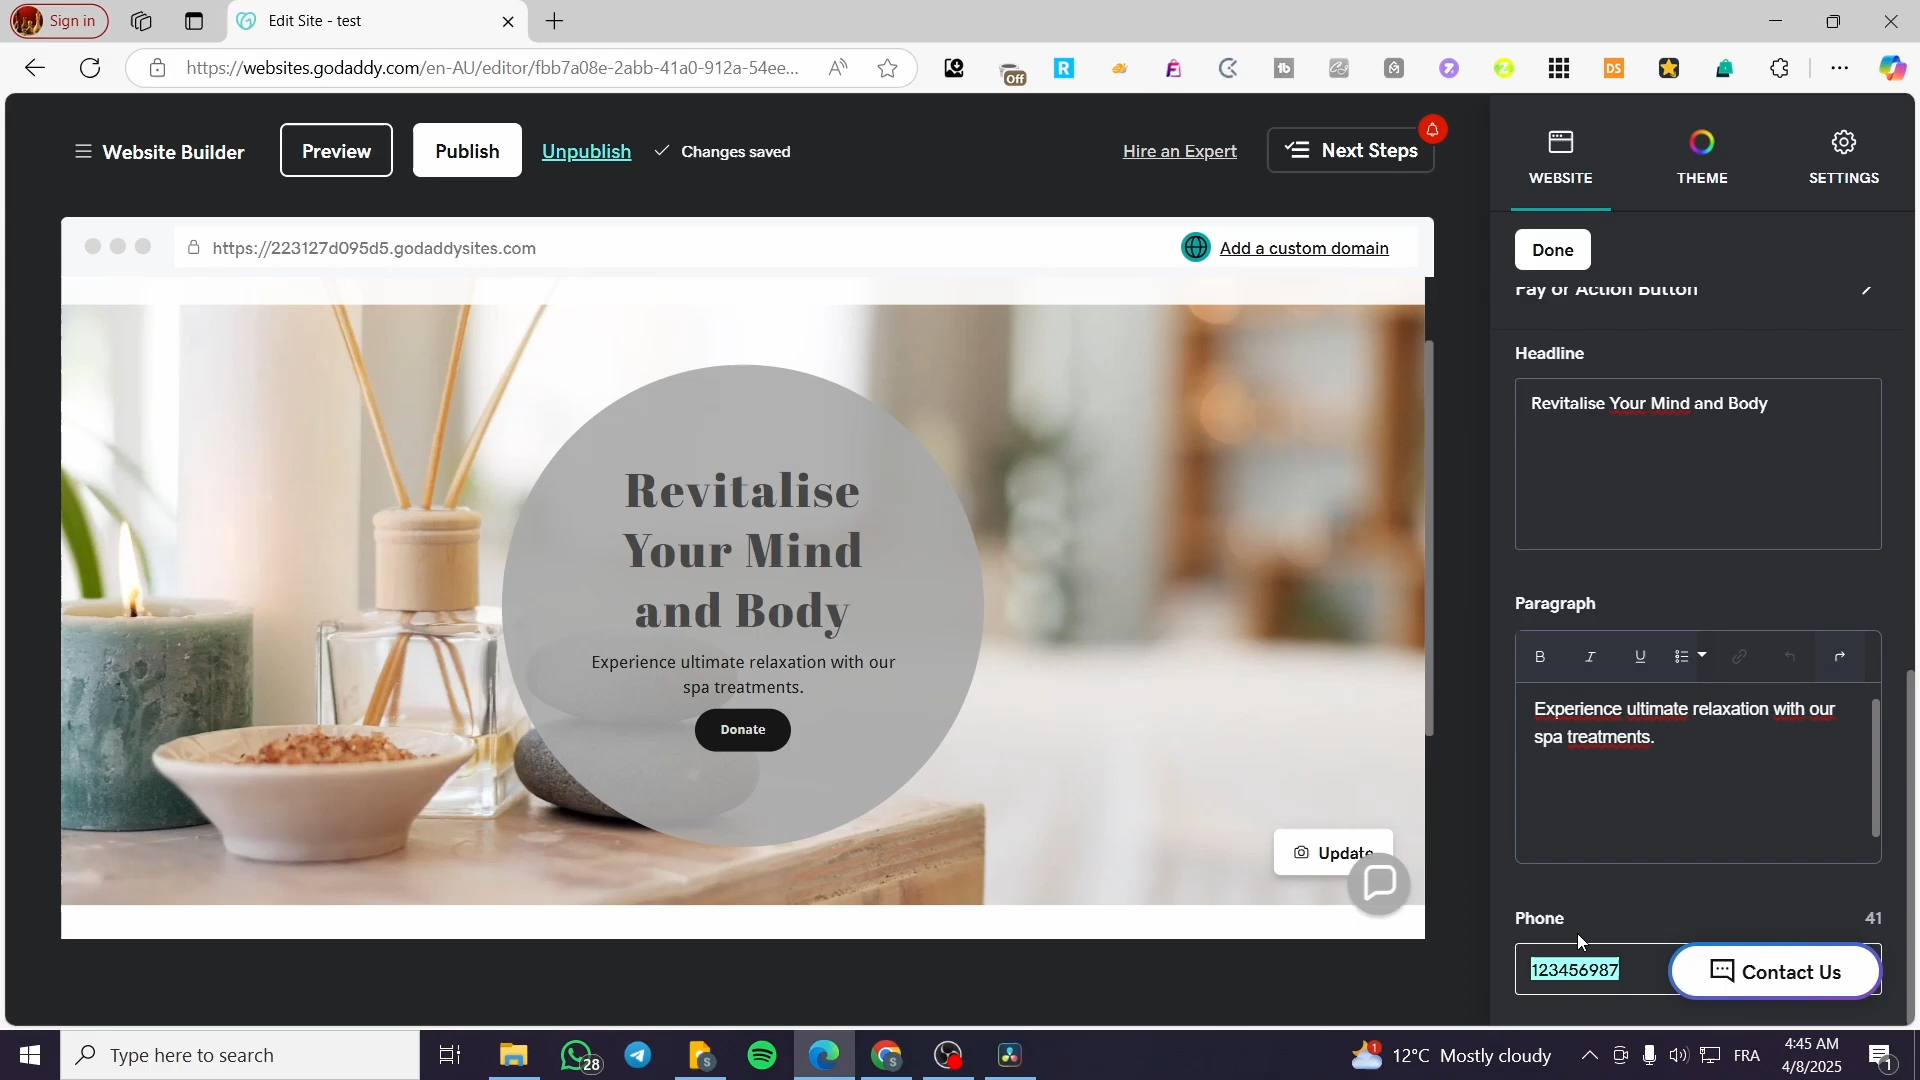 Sign in
Edit Site - test
https://websites.godaddy.com/en-AU/editor/fbb7a08e-2abb-41a0-912a-54ee...
Off
DS
Website Builder
Preview
Publish
Unpublish
Changes saved
Hire an Expert
Next Steps
WEBSITE
THEME
SETTINGS
https://223127d095d5.godaddysites.com
Add a custom domain
Done
Pay or Action Button
Headline
Revitalise Your Mind and Body
Revitalise
Your Mind
and Body
Experience ultimate relaxation with our
spa treatments.
Donate
Update
Paragraph
B I U
Experience ultimate relaxation with our
spa treatments.
Phone 41
123456987
Contact Us
Type here to search
28
12°C Mostly cloudy
FRA
4:45 AM
4/8/2025
1